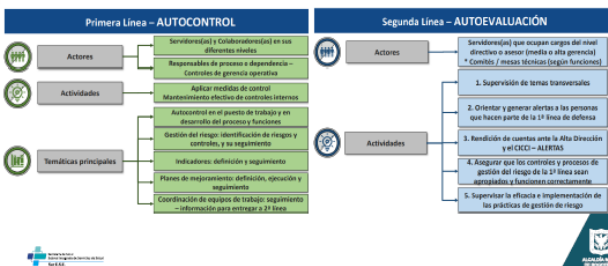 Primera Línea – AUTOCONTROL
Actores
Servidores(as) y Colaboradores(as) en sus
diferentes niveles
Responsables de proceso o dependencia –
Controles de gerencia operativa
Actividades
Aplicar medidas de control
Mantenimiento efectivo de controles internos
Temáticas principales
Autocontrol en el puesto de trabajo y en
desarrollo del proceso y funciones
Gestión del riesgo: identificación de riesgos y
controles, y su seguimiento
Indicadores: definición y seguimiento
Planes de mejoramiento: definición, ejecución y
seguimiento
Coordinación de equipos de trabajo: seguimiento
– información para entregar a 2ª línea
Segunda Línea – AUTOEVALUACIÓN
Actores
Servidores(as) que ocupan cargos del nivel
directivo o asesor (media o alta gerencia)
* Comités / mesas técnicas (según funciones)
Actividades
1. Supervisión de temas transversales
2. Orientar y generar alertas a las personas
que hacen parte de la 1ª línea de defensa
3. Rendición de cuentas ante la Alta Dirección
y el CICCI – ALERTAS
4. Asegurar que los controles y procesos de
gestión del riesgo de la 1ª línea sean
apropiados y funcionen correctamente
5. Supervisar la eficacia e implementación de
las prácticas de gestión de riesgo